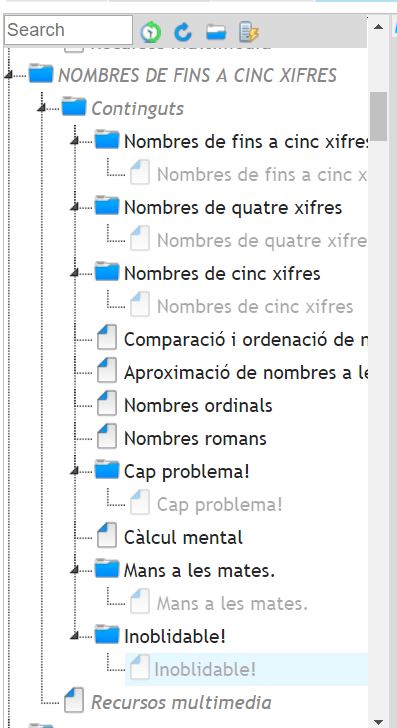 Search
Recursos multimedia
NOMBRES DE FINS A CINC XIFRES
Continguts
Nombres de fins a cinc xifres
Nombres de fins a cinc x
Nombres de quatre xifres
Nombres de quatre xifre
Nombres de cinc xifres
Nombres de cinc xifres
Comparació i ordenació de n
Aproximació de nombres a le
Nombres ordinals
Nombres romans
Cap problema!
Cap problema!
Càlcul mental
Mans a les mates.
Mans a les mates.
Inoblidable!
Inoblidable!
Recursos multimedia